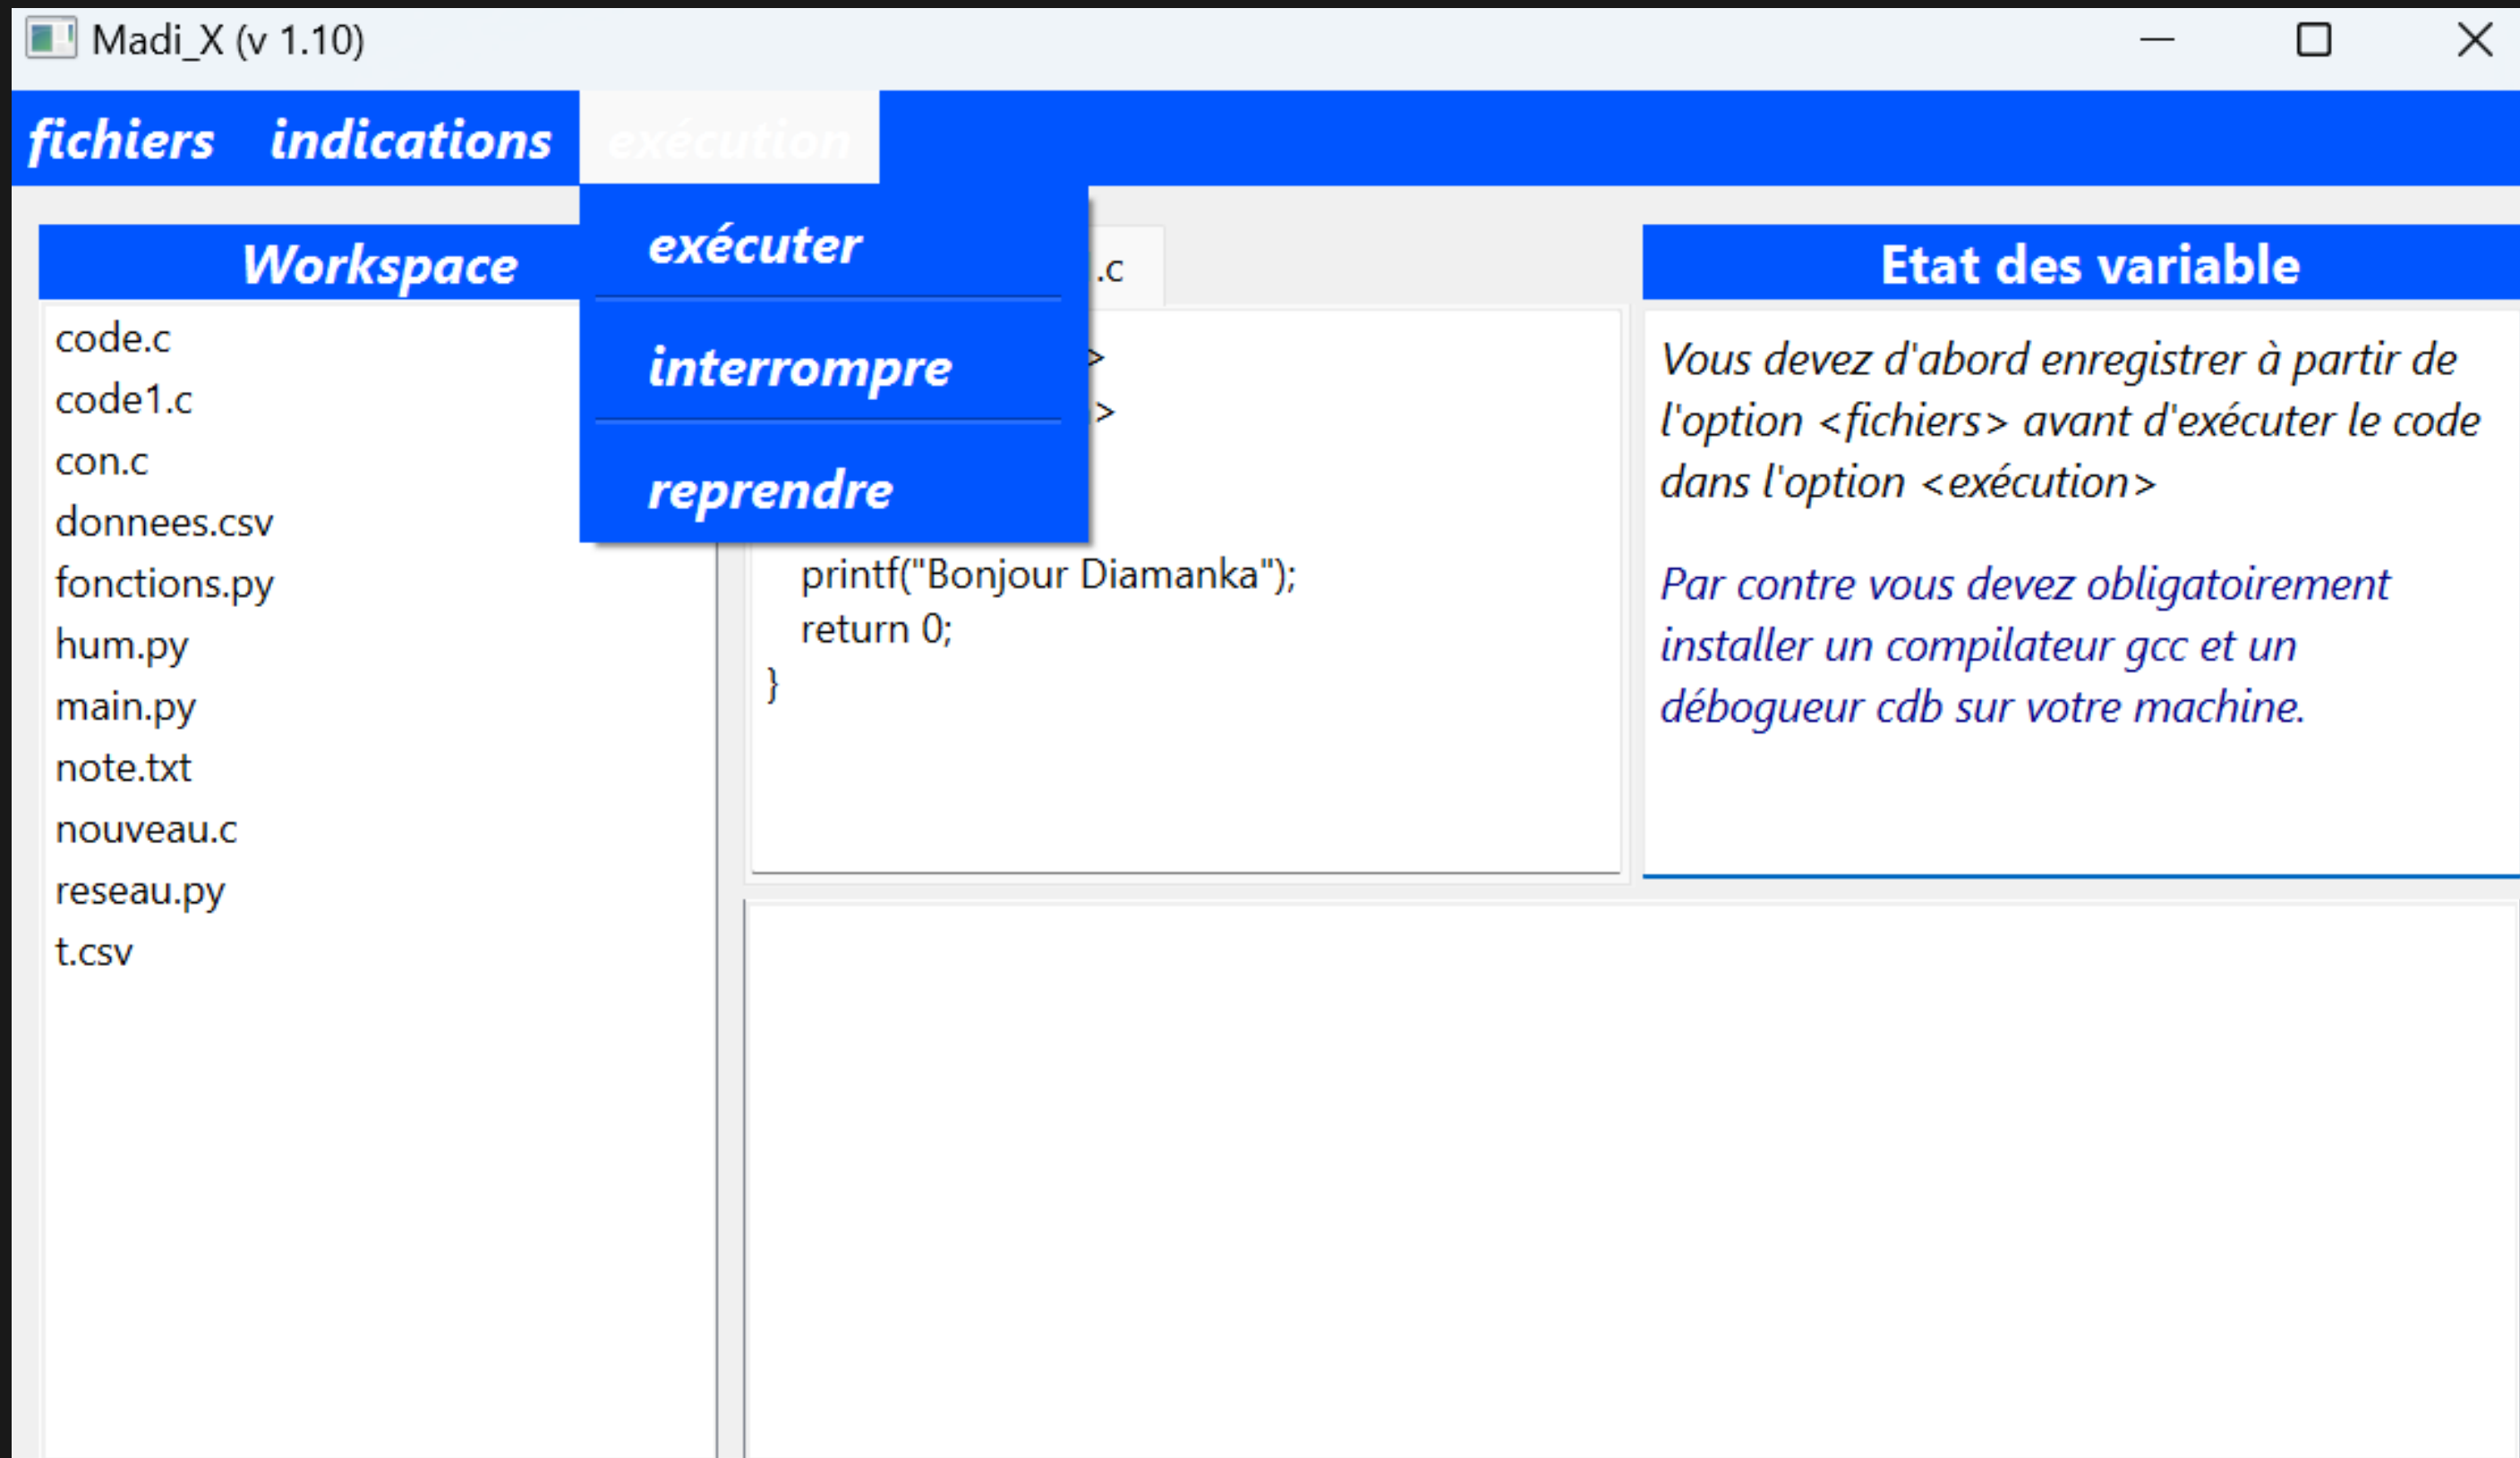 Madi_X (v 1.10)
fichiers indications exécution
exécuter
interrompre
reprendre
Workspace
code.c
code1.c
con.c
donnees.csv
fonctions.py
hum.py
main.py
note.txt
nouveau.c
reseau.py
t.csv
.c
>
>
printf("Bonjour Diamanka");
return 0;
}
Etat des variable
Vous devez d'abord enregistrer à partir de
l'option <fichiers> avant d'exécuter le code
dans l'option <exécution>
Par contre vous devez obligatoirement
installer un compilateur gcc et un
débogueur cdb sur votre machine.